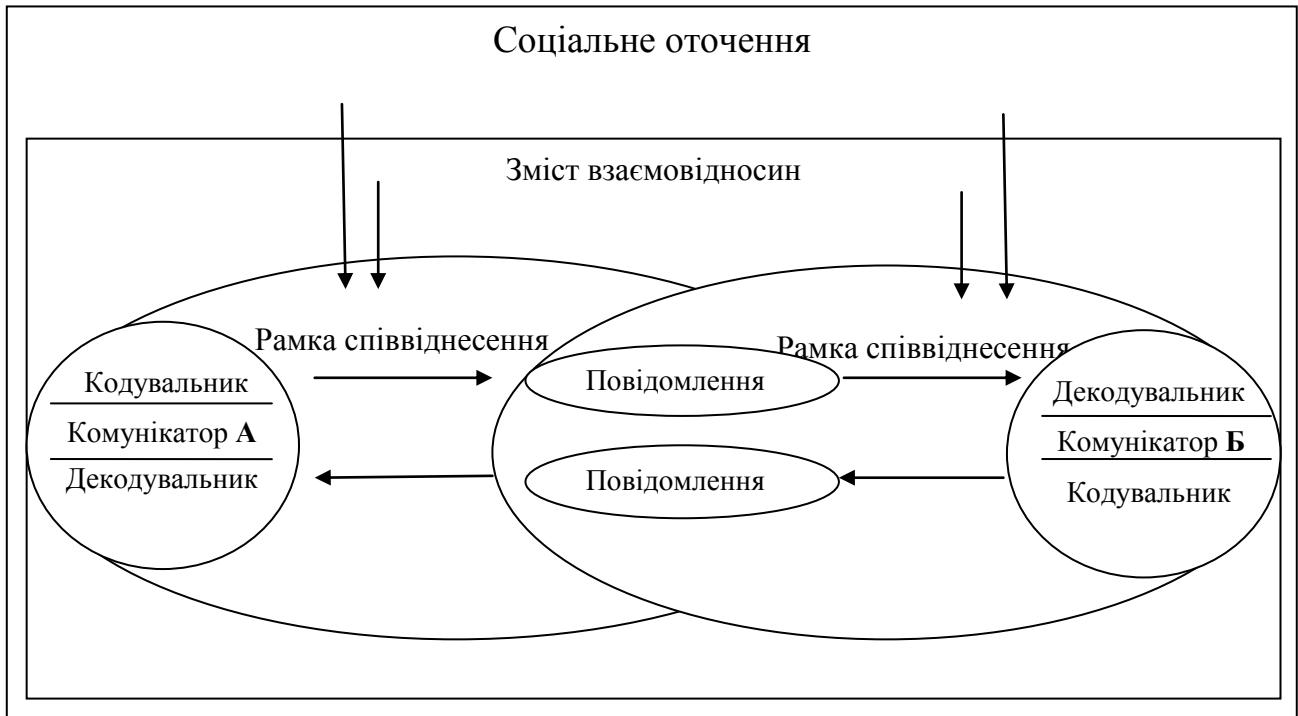 Соціальне оточення
Зміст взаємовідносин
Рамка співвіднесення
Рамка співвіднесення
Кодувальник
Комунікатор А
Декодувальник
Повідомлення
Повідомлення
Декодувальник
Комунікатор Б
Кодувальник